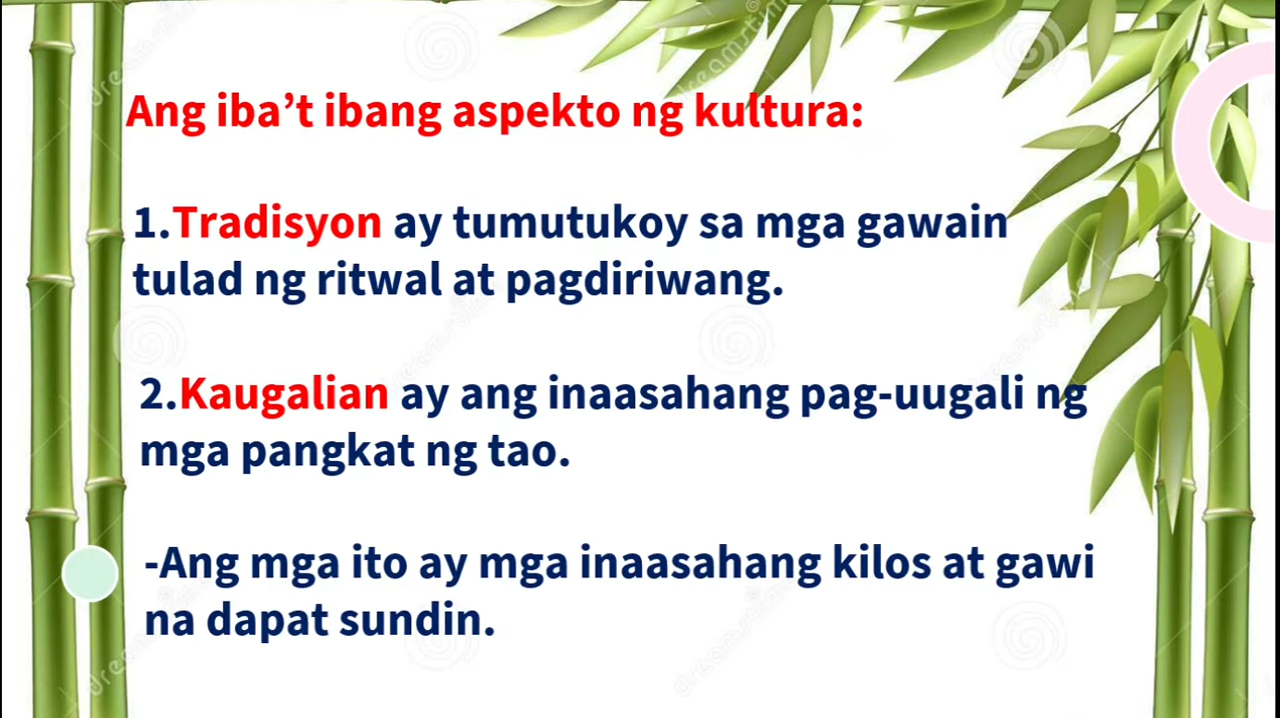 Ang iba’t ibang aspekto ng kultura:
1.Tradisyon ay tumutukoy sa mga gawain
tulad ng ritwal at pagdiriwang.
2.Kaugalian ay ang inaasahang pag-uugali ng
mga pangkat ng tao.
-Ang mga ito ay mga inaasahang kilos at gawi
na dapat sundin.